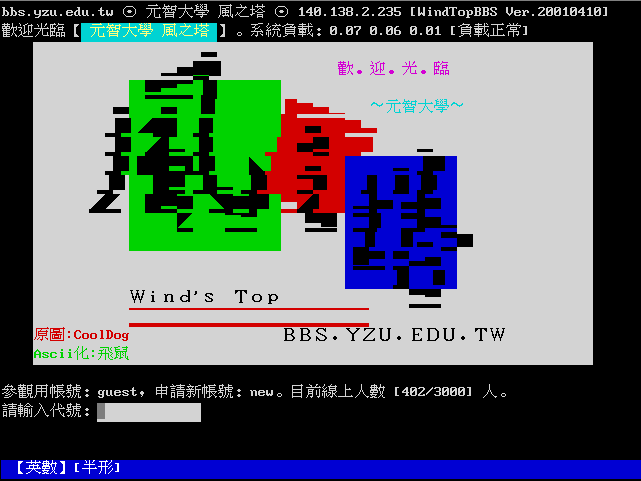 bbs.yzu.edu.tw ⊙ 元智大學 風之塔 ⊙ 140.138.2.235 [WindTopBBS Ver.20010410]
歡迎光臨【 元智大學 風之塔 】。系統負載: 0.07 0.06 0.01 [負載正常]
歡.迎.光.臨
～元智大學～
風之塔
Wind's Top
BBS.YZU.EDU.TW
原圖:CoolDog
Ascii化:飛鼠
參觀用帳號: guest, 申請新帳號: new。目前線上人數 [402/3000] 人。
請輸入代號:
【英數】[半形]